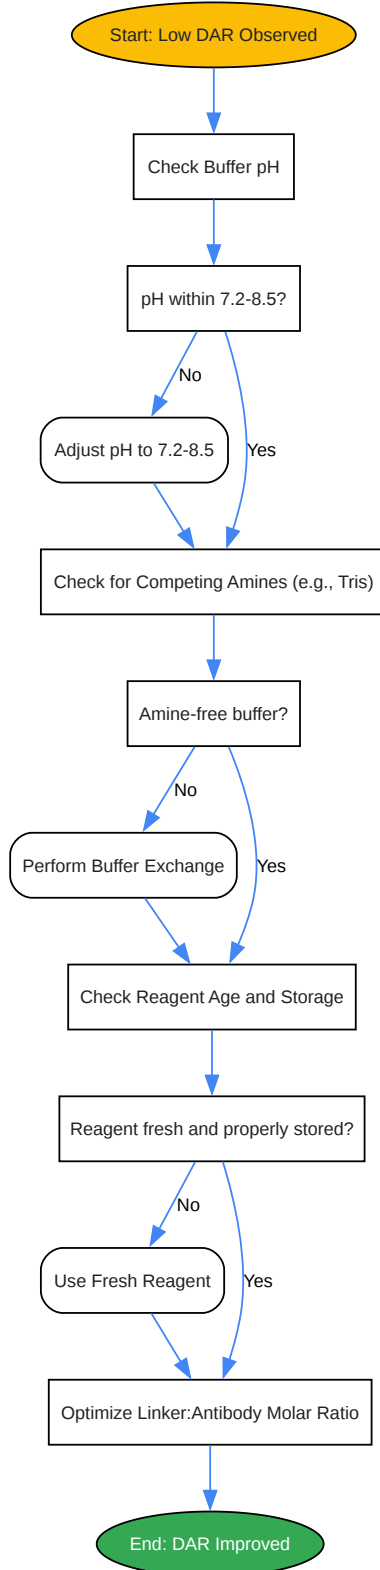 Start: Low DAR Observed
Check Buffer pH
pH within 7.2-8.5?
No
Adjust pH to 7.2-8.5
Yes
Check for Competing Amines (e.g., Tris)
Amine-free buffer?
No
Perform Buffer Exchange
Yes
Check Reagent Age and Storage
Reagent fresh and properly stored?
No
Use Fresh Reagent
Yes
Optimize Linker:Antibody Molar Ratio
End: DAR Improved